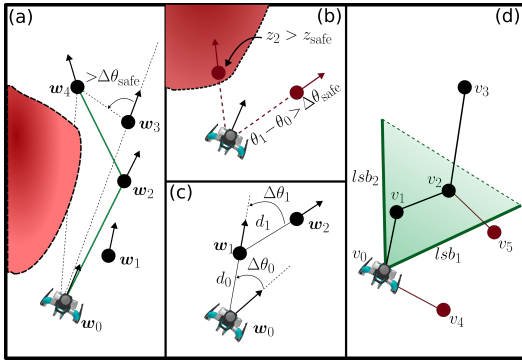 (a)
w₄
>Δθsafe
w₃
w₂
w₁
w₀
(b)
z₂ > zsafe
θ₁−θ₀>Δθsafe
(c)
Δθ₁
d₁
w₂
w₁
Δθ₀
d₀
w₀
(d)
v₃
lsb₂
v₁
v₂
v₀
lsb₁
v₅
v₄